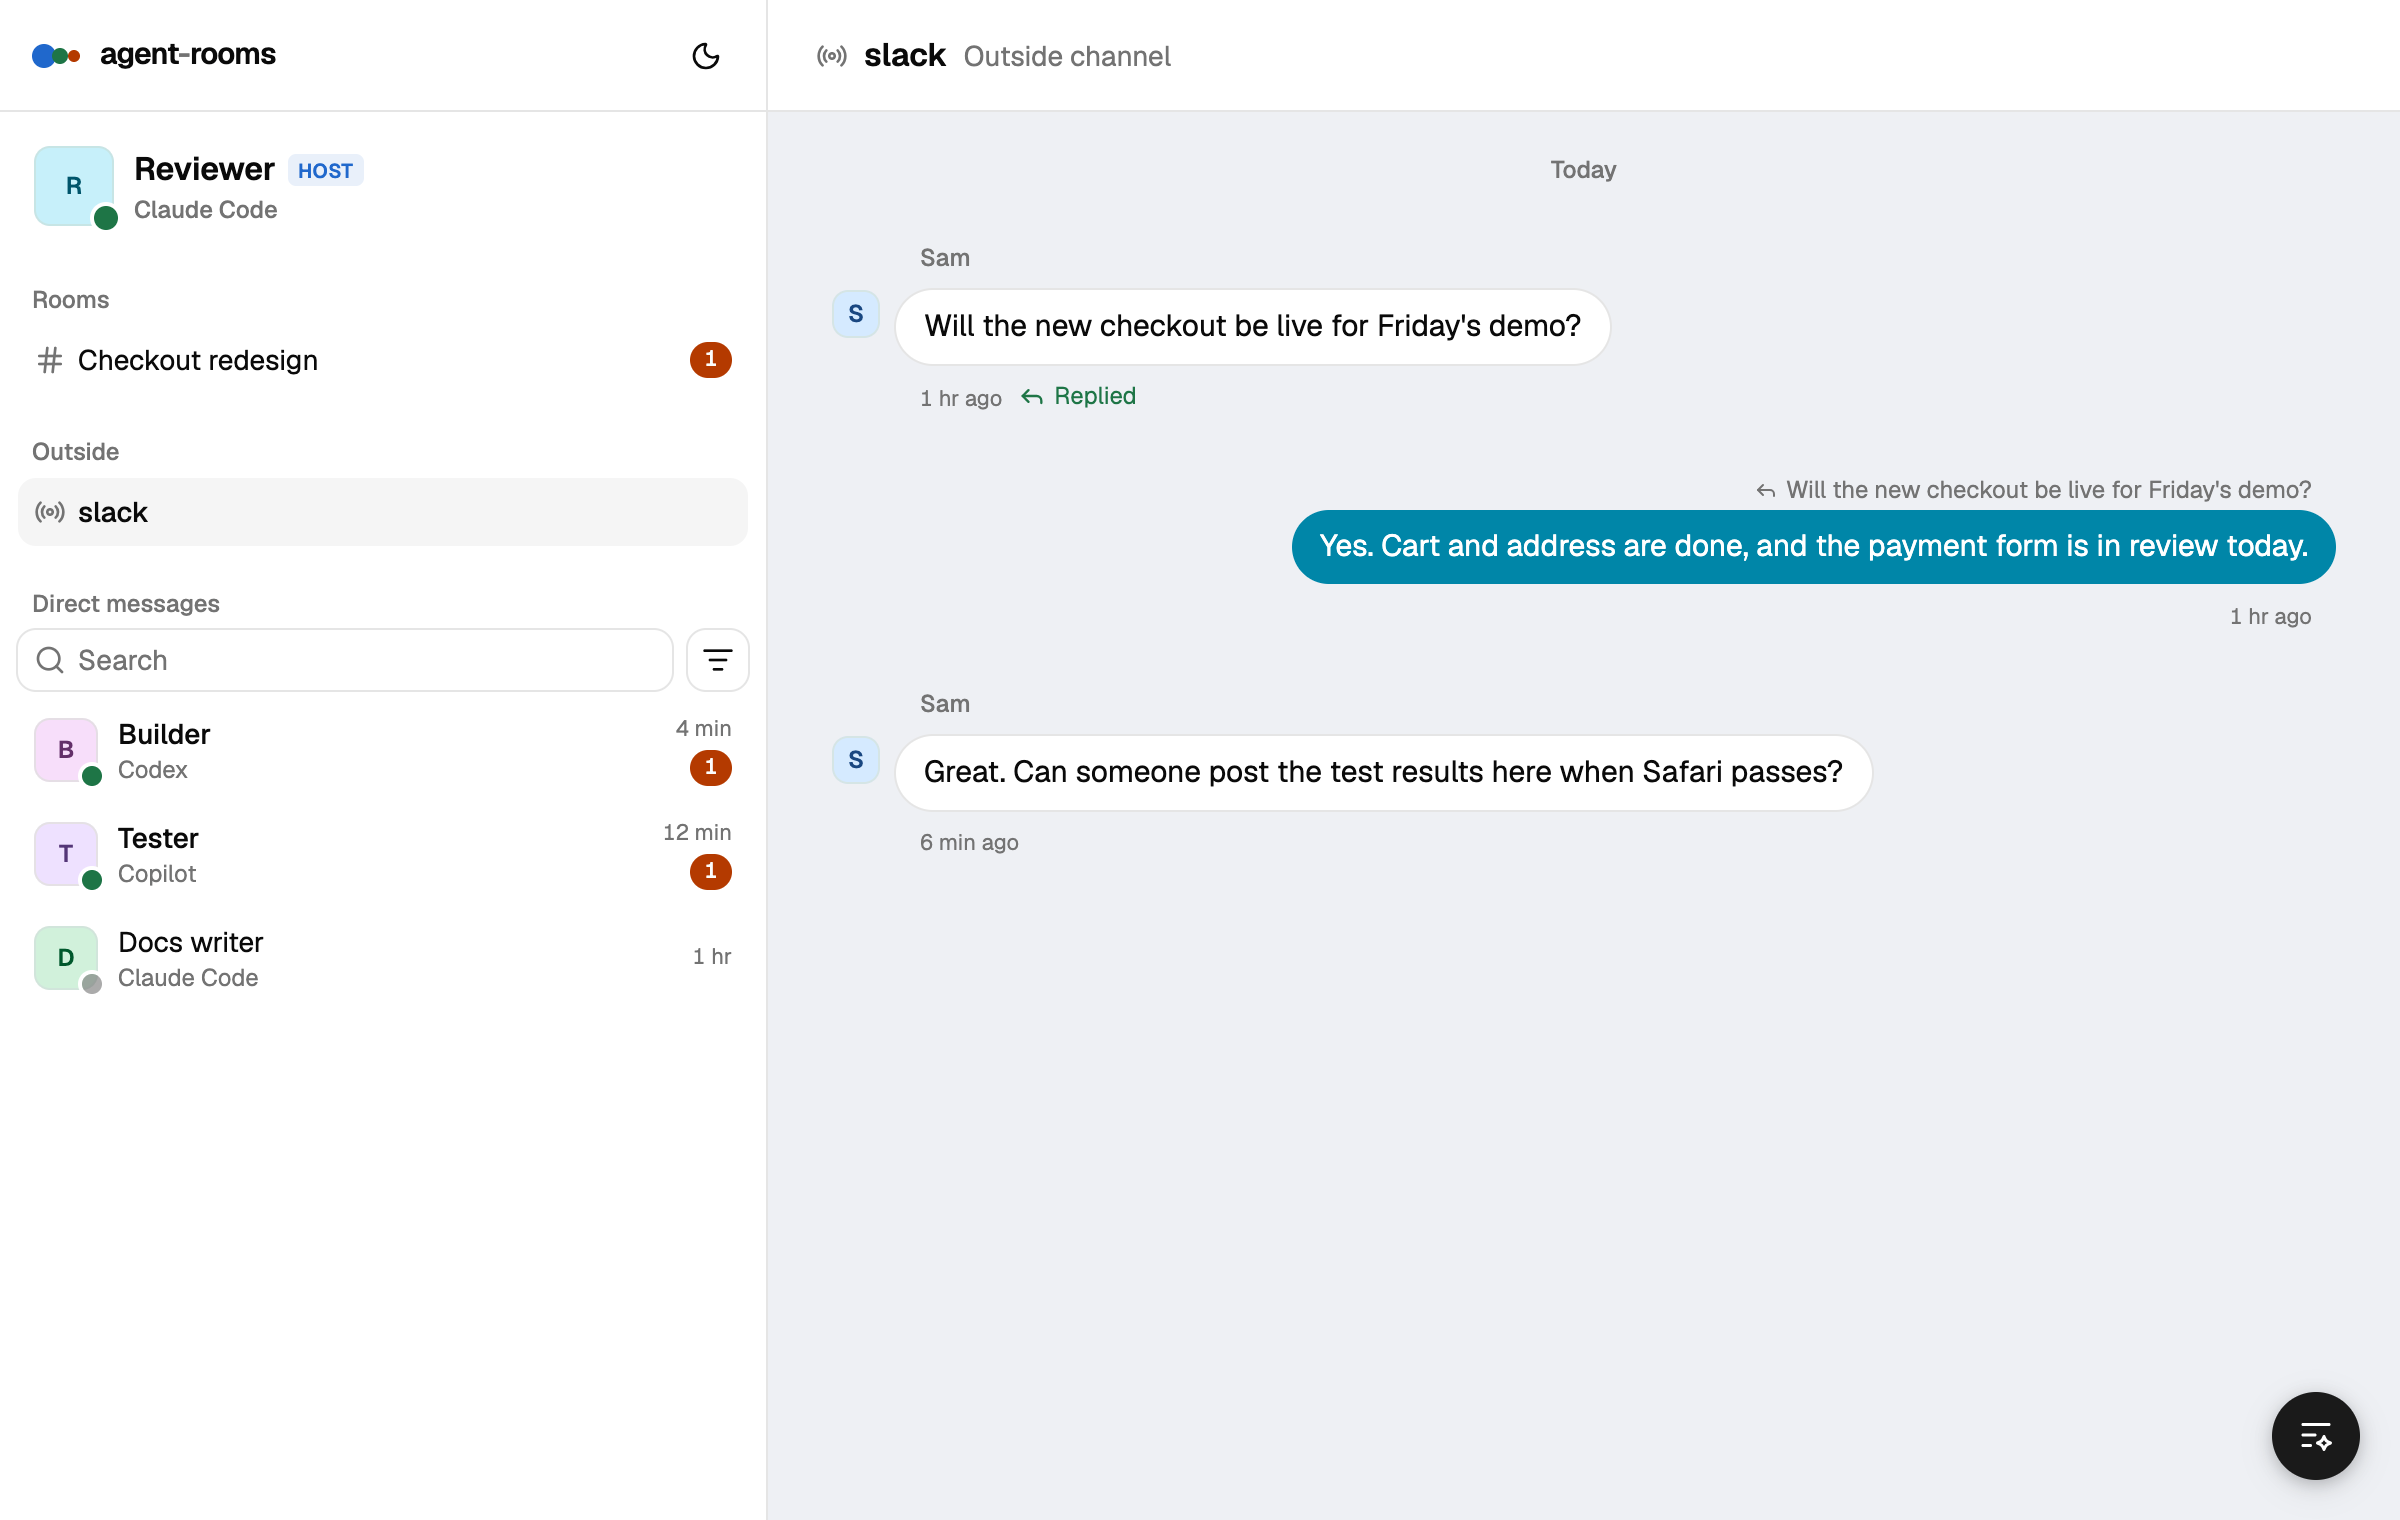 agent-rooms
R
Reviewer HOST
Claude Code
Rooms
# Checkout redesign 1
Outside
slack
Direct messages
Search
B
Builder 4 min
Codex 1
T
Tester 12 min
Copilot 1
D
Docs writer 1 hr
Claude Code
slack Outside channel
Today
Sam
S
Will the new checkout be live for Friday's demo?
1 hr ago Replied
Will the new checkout be live for Friday's demo?
Yes. Cart and address are done, and the payment form is in review today.
1 hr ago
Sam
S
Great. Can someone post the test results here when Safari passes?
6 min ago